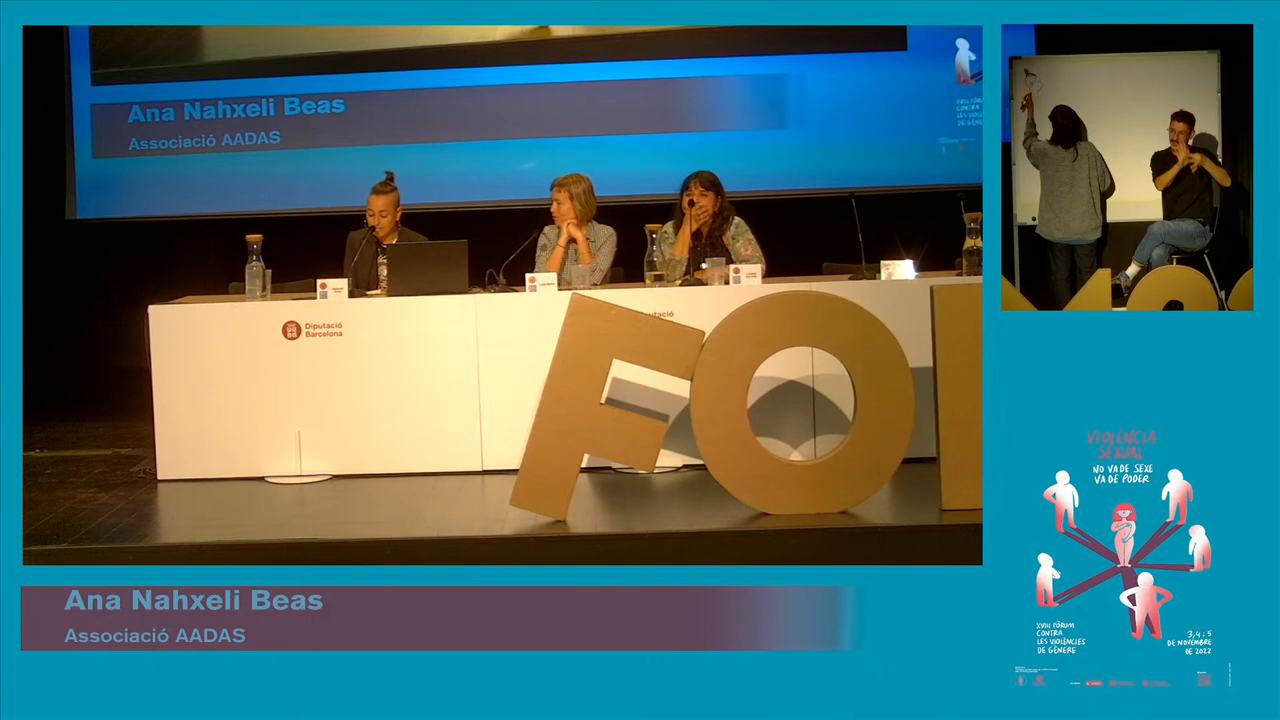 Ana Nahxeli Beas
Associació AADAS
Diputació
Barcelona
FO
Ana Nahxeli Beas
Associació AADAS
VIOLÈNCIA
SEXUAL
NO VA DE SEXE
VA DE PODER
XVIII FÒRUM
CONTRA
LES VIOLÈNCIES
DE GÈNERE
3, 4 i 5
DE NOVEMBRE
DE 2022